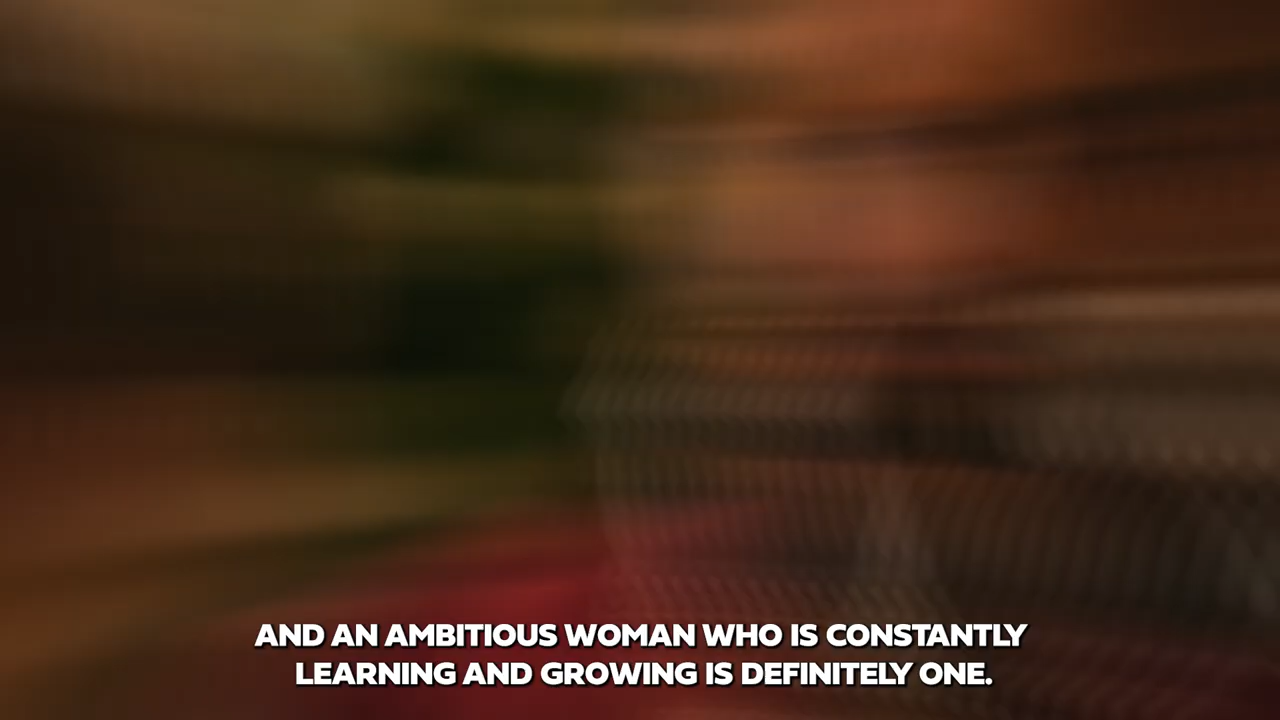 AND AN AMBITIOUS WOMAN WHO IS CONSTANTLY
LEARNING AND GROWING IS DEFINITELY ONE.